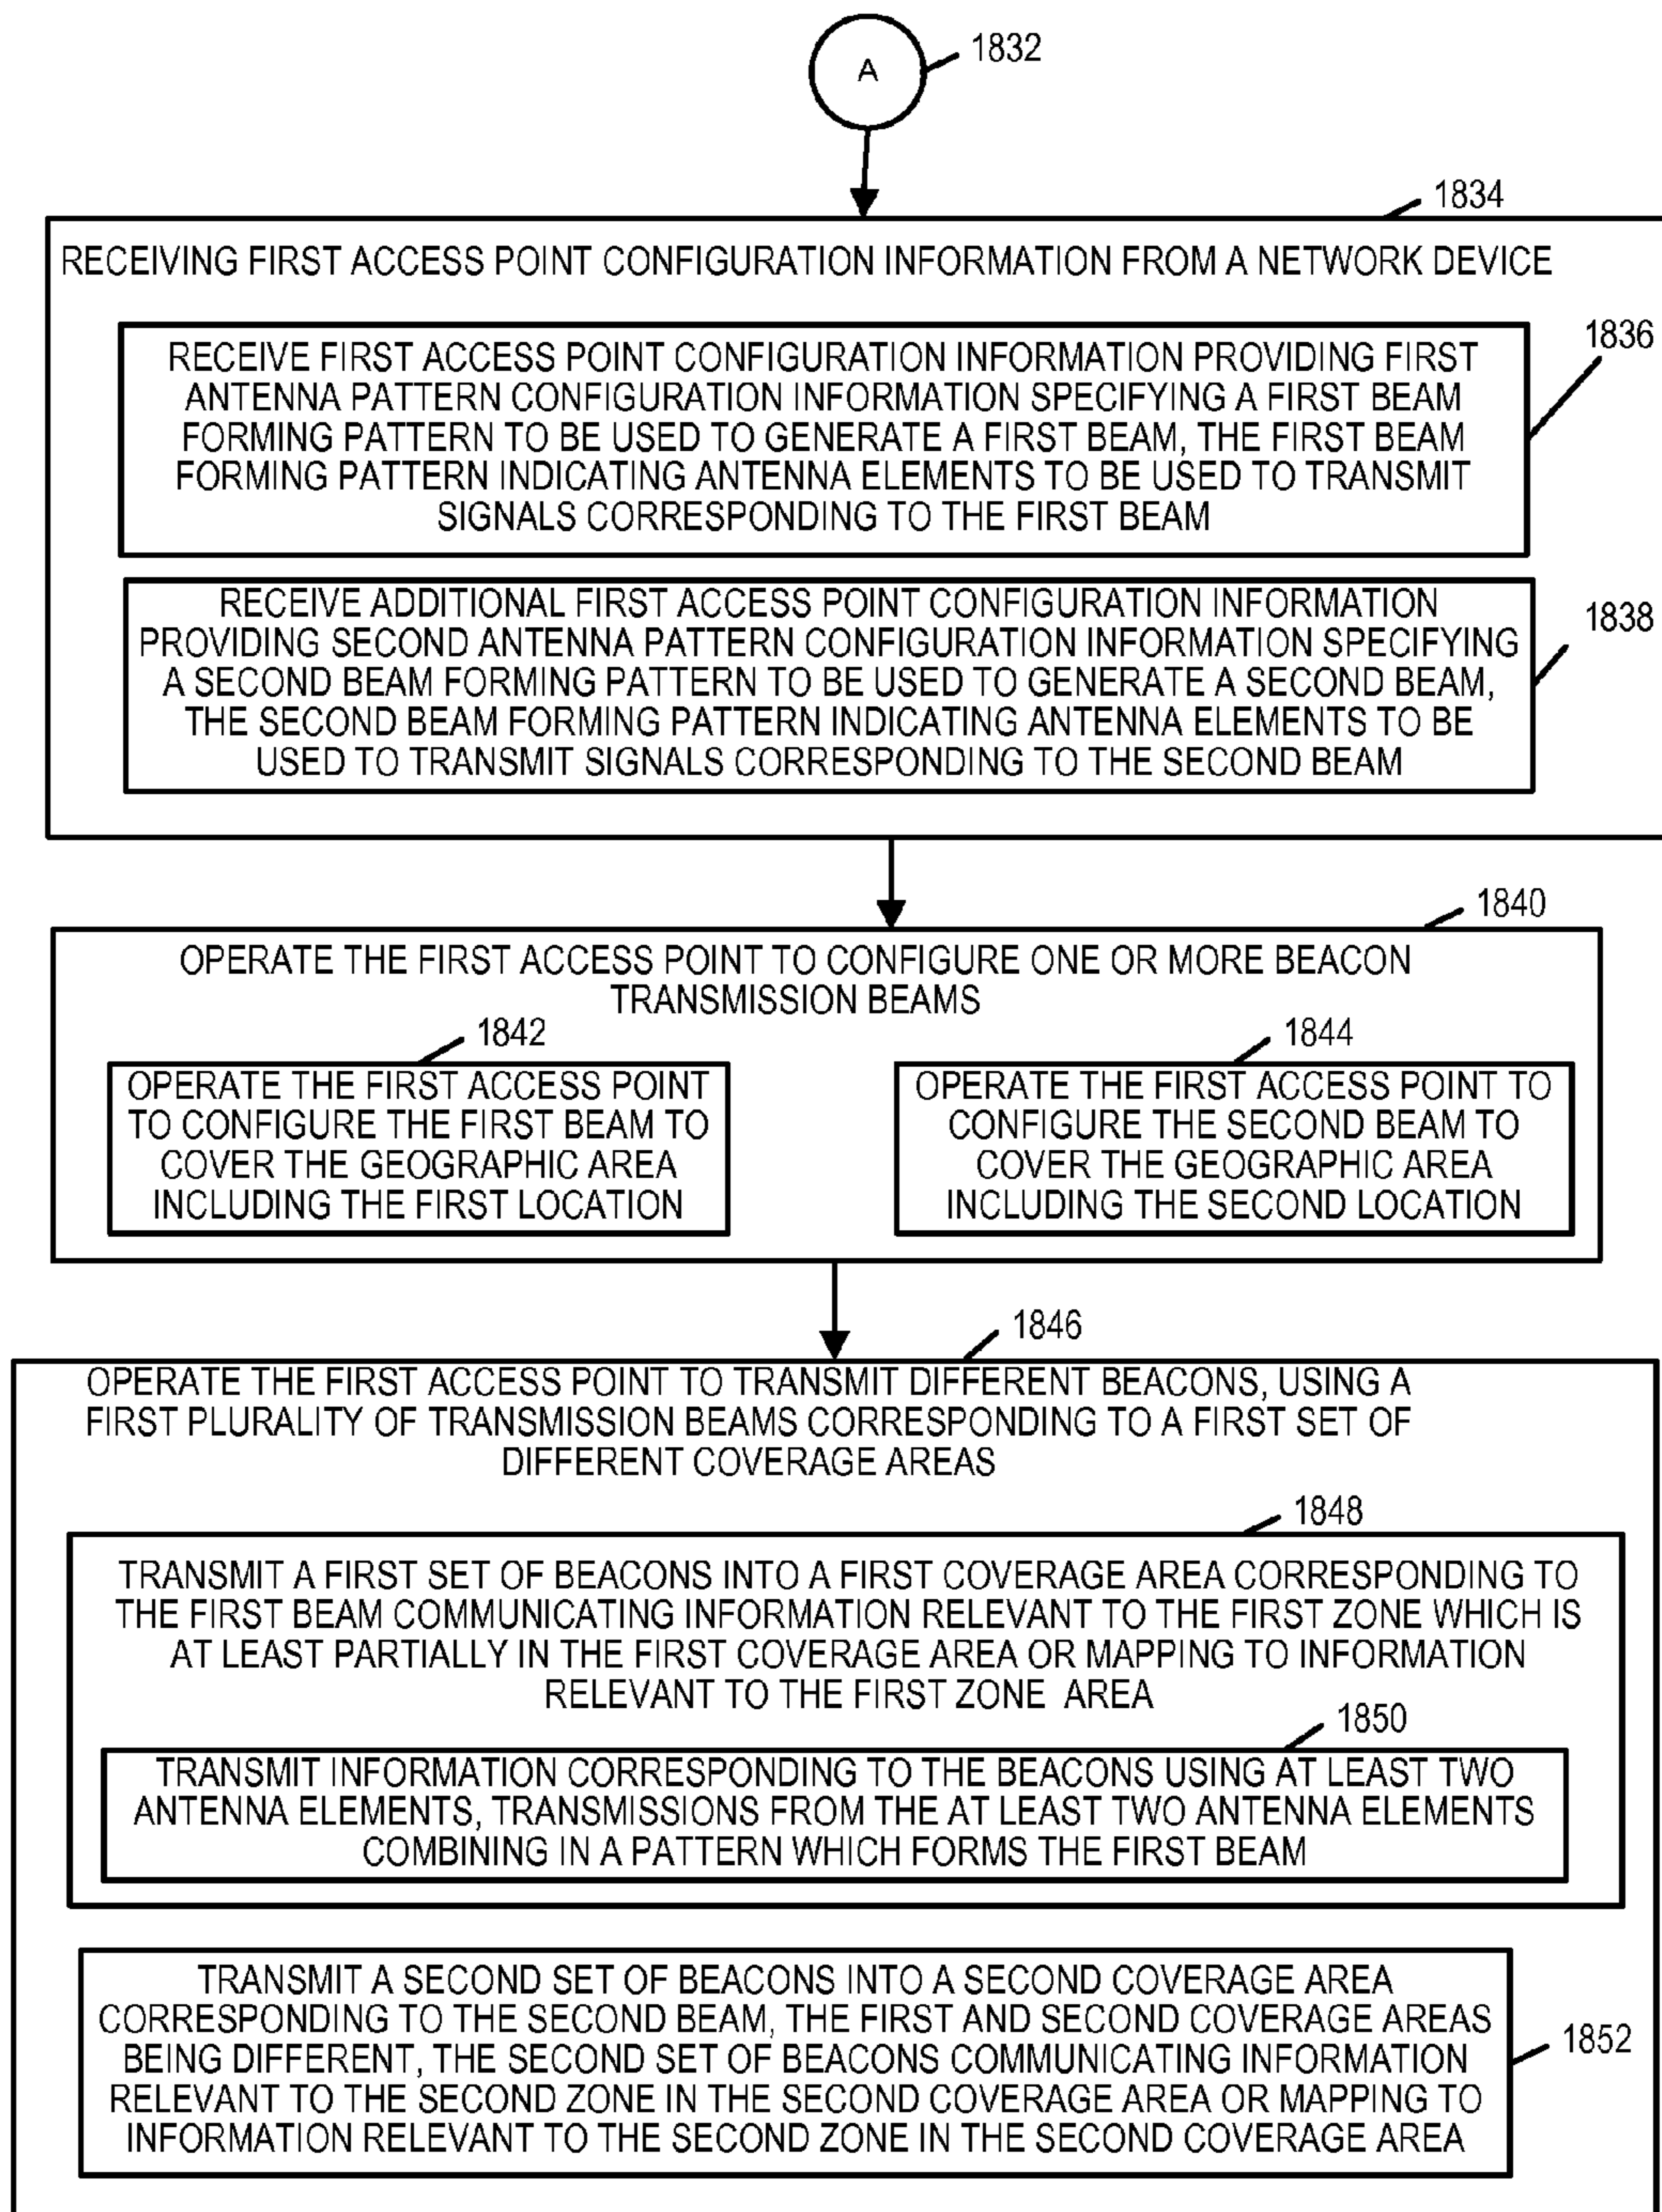 A
1832
1834
RECEIVING FIRST ACCESS POINT CONFIGURATION INFORMATION FROM A NETWORK DEVICE
1836
RECEIVE FIRST ACCESS POINT CONFIGURATION INFORMATION PROVIDING FIRST
ANTENNA PATTERN CONFIGURATION INFORMATION SPECIFYING A FIRST BEAM
FORMING PATTERN TO BE USED TO GENERATE A FIRST BEAM, THE FIRST BEAM
FORMING PATTERN INDICATING ANTENNA ELEMENTS TO BE USED TO TRANSMIT
SIGNALS CORRESPONDING TO THE FIRST BEAM
1838
RECEIVE ADDITIONAL FIRST ACCESS POINT CONFIGURATION INFORMATION
PROVIDING SECOND ANTENNA PATTERN CONFIGURATION INFORMATION SPECIFYING
A SECOND BEAM FORMING PATTERN TO BE USED TO GENERATE A SECOND BEAM,
THE SECOND BEAM FORMING PATTERN INDICATING ANTENNA ELEMENTS TO BE
USED TO TRANSMIT SIGNALS CORRESPONDING TO THE SECOND BEAM
1840
OPERATE THE FIRST ACCESS POINT TO CONFIGURE ONE OR MORE BEACON
TRANSMISSION BEAMS
1842
OPERATE THE FIRST ACCESS POINT
TO CONFIGURE THE FIRST BEAM TO
COVER THE GEOGRAPHIC AREA
INCLUDING THE FIRST LOCATION
1844
OPERATE THE FIRST ACCESS POINT TO
CONFIGURE THE SECOND BEAM TO
COVER THE GEOGRAPHIC AREA
INCLUDING THE SECOND LOCATION
1846
OPERATE THE FIRST ACCESS POINT TO TRANSMIT DIFFERENT BEACONS, USING A
FIRST PLURALITY OF TRANSMISSION BEAMS CORRESPONDING TO A FIRST SET OF
DIFFERENT COVERAGE AREAS
1848
TRANSMIT A FIRST SET OF BEACONS INTO A FIRST COVERAGE AREA CORRESPONDING TO
THE FIRST BEAM COMMUNICATING INFORMATION RELEVANT TO THE FIRST ZONE WHICH IS
AT LEAST PARTIALLY IN THE FIRST COVERAGE AREA OR MAPPING TO INFORMATION
RELEVANT TO THE FIRST ZONE AREA
1850
TRANSMIT INFORMATION CORRESPONDING TO THE BEACONS USING AT LEAST TWO
ANTENNA ELEMENTS, TRANSMISSIONS FROM THE AT LEAST TWO ANTENNA ELEMENTS
COMBINING IN A PATTERN WHICH FORMS THE FIRST BEAM
TRANSMIT A SECOND SET OF BEACONS INTO A SECOND COVERAGE AREA
CORRESPONDING TO THE SECOND BEAM, THE FIRST AND SECOND COVERAGE AREAS
BEING DIFFERENT, THE SECOND SET OF BEACONS COMMUNICATING INFORMATION
RELEVANT TO THE SECOND ZONE IN THE SECOND COVERAGE AREA OR MAPPING TO
INFORMATION RELEVANT TO THE SECOND ZONE IN THE SECOND COVERAGE AREA
1852